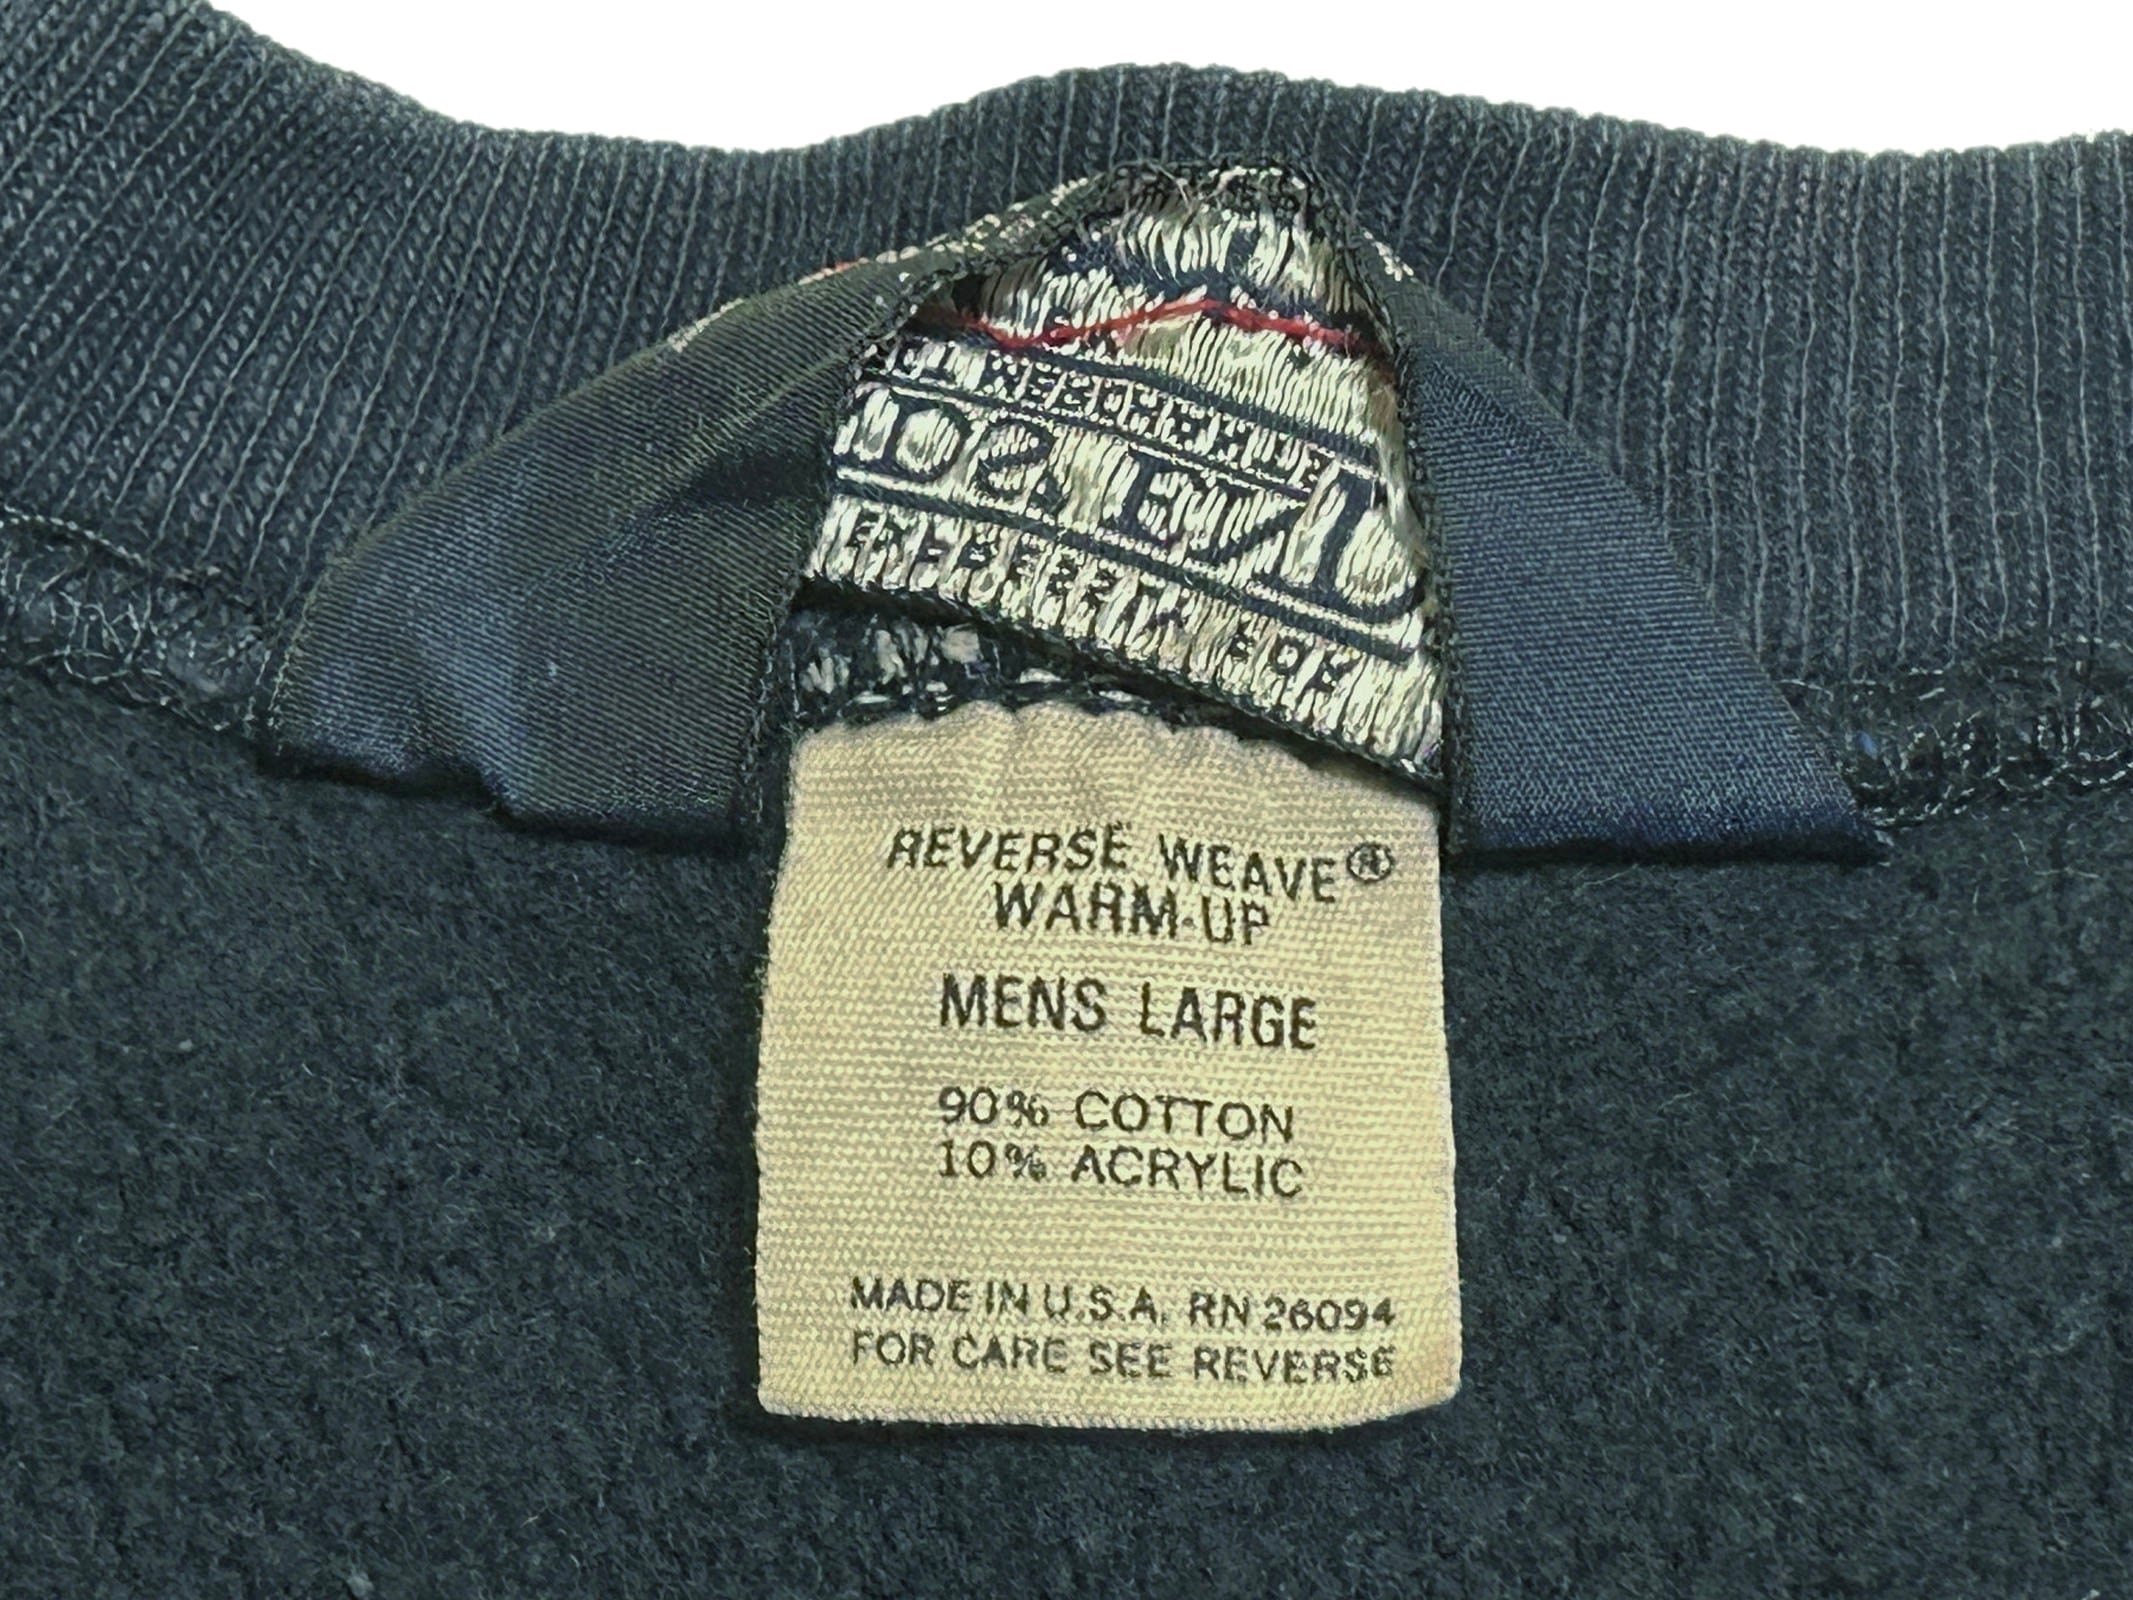 REVERSE WEAVE®
WARM-UP
MENS LARGE
90% COTTON
10% ACRYLIC
MADE IN U.S.A. RN 26094
FOR CARE SEE REVERSE